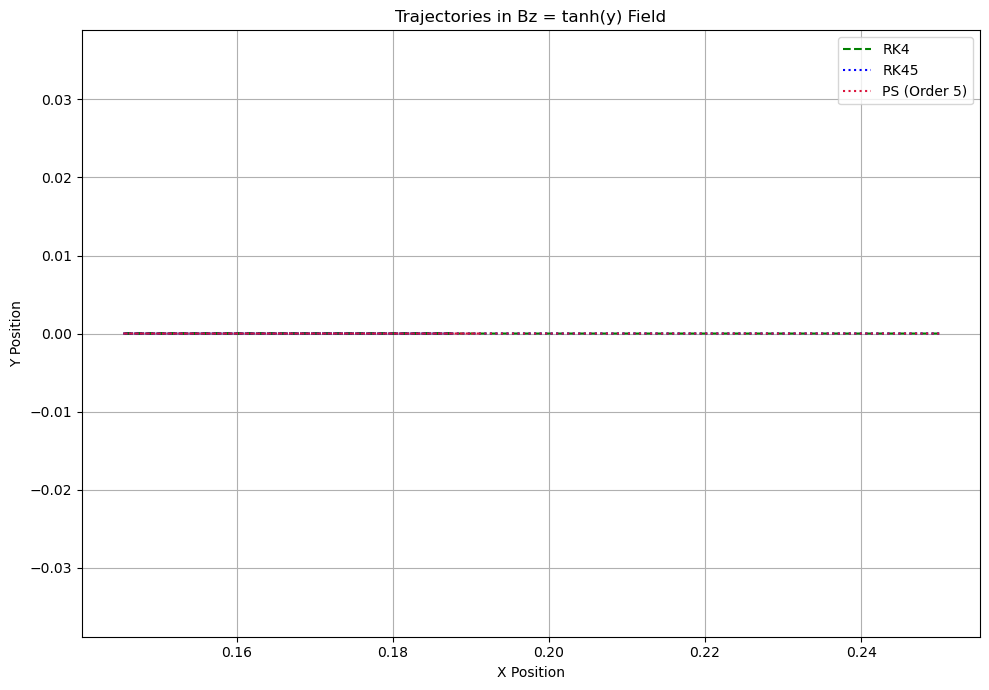 Trajectories in Bz = tanh(y) Field
RK4
RK45
PS (Order 5)
Y Position
0.03
0.02
0.01
0.00
−0.01
−0.02
−0.03
0.16 0.18 0.20 0.22 0.24
X Position